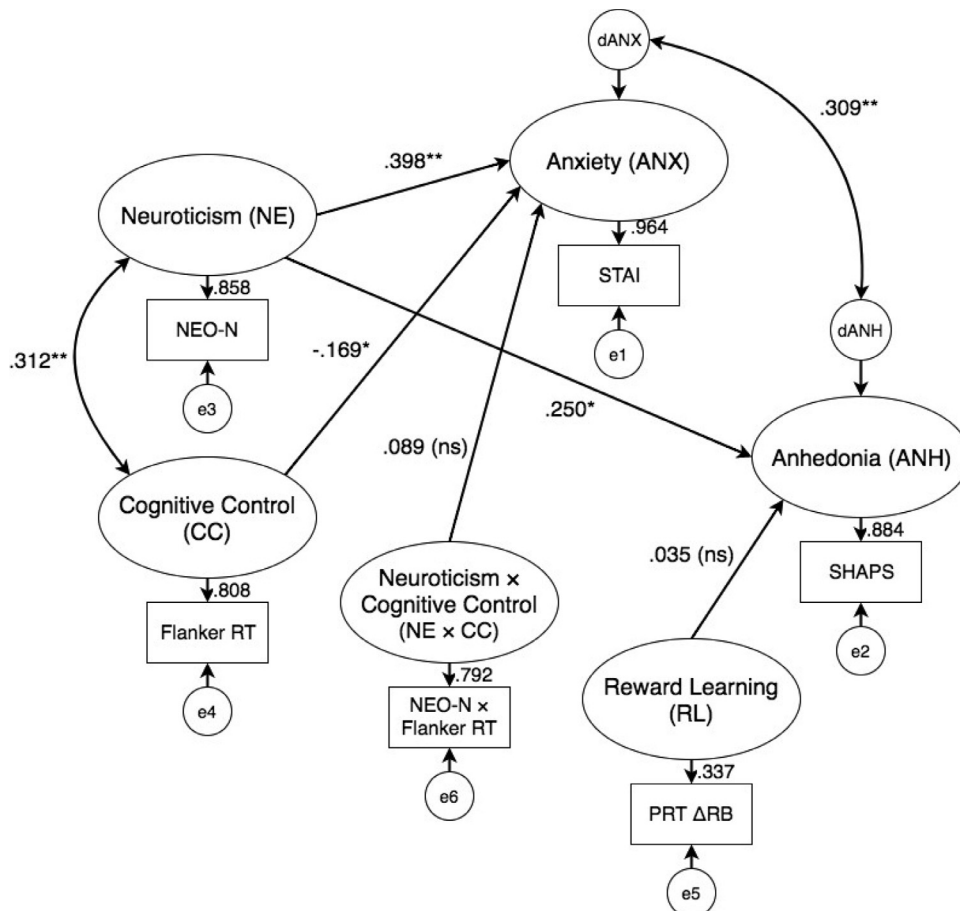 dANX
.309**
.398**
Anxiety (ANX)
Neuroticism (NE)
.964
STAI
.858
NEO-N
dANH
e1
.312**
-.169*
e3
.250*
.089 (ns)
Anhedonia (ANH)
Cognitive Control
(CC)
.884
.035 (ns)
SHAPS
Neuroticism ×
Cognitive Control
(NE × CC)
.808
Flanker RT
e2
.792
Reward Learning
(RL)
NEO-N ×
Flanker RT
e4
.337
e6
PRT ΔRB
e5